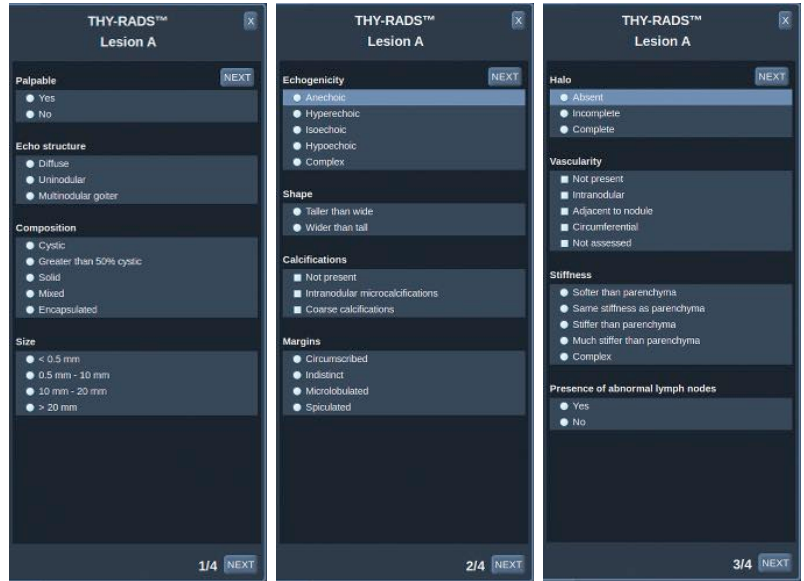 THY-RADS™
X
Lesion A
NEXT
Palpable
Yes
No
Echo structure
Diffuse
Uninodular
Multinodular goiter
Composition
Cystic
Greater than 50% cystic
Solid
Mixed
Encapsulated
Size
< 0.5 mm
0.5 mm - 10 mm
10 mm - 20 mm
> 20 mm
1/4 NEXT
THY-RADS™
X
Lesion A
NEXT
Echogenicity
Anechoic
Hyperechoic
Isoechoic
Hypoechoic
Complex
Shape
Taller than wide
Wider than tall
Calcifications
Not present
Intranodular microcalcifications
Coarse calcifications
Margins
Circumscribed
Indistinct
Microlobulated
Spiculated
2/4 NEXT
THY-RADS™
X
Lesion A
NEXT
Halo
Absent
Incomplete
Complete
Vascularity
Not present
Intranodular
Adjacent to nodule
Circumferential
Not assessed
Stiffness
Softer than parenchyma
Same stiffness as parenchyma
Stiffer than parenchyma
Much stiffer than parenchyma
Complex
Presence of abnormal lymph nodes
Yes
No
3/4 NEXT